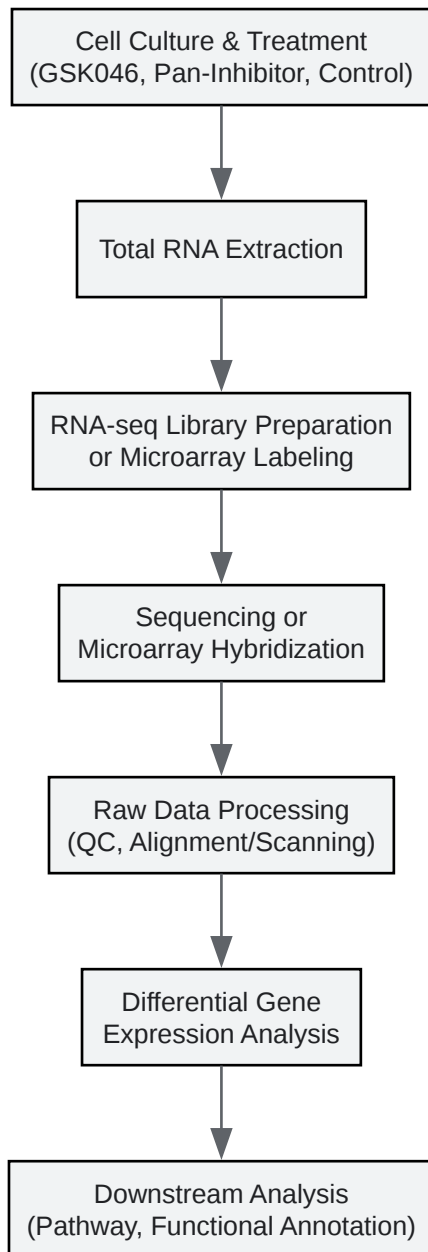 Cell Culture & Treatment
(GSK046, Pan-Inhibitor, Control)
Total RNA Extraction
RNA-seq Library Preparation
or Microarray Labeling
Sequencing or
Microarray Hybridization
Raw Data Processing
(QC, Alignment/Scanning)
Differential Gene
Expression Analysis
Downstream Analysis
(Pathway, Functional Annotation)